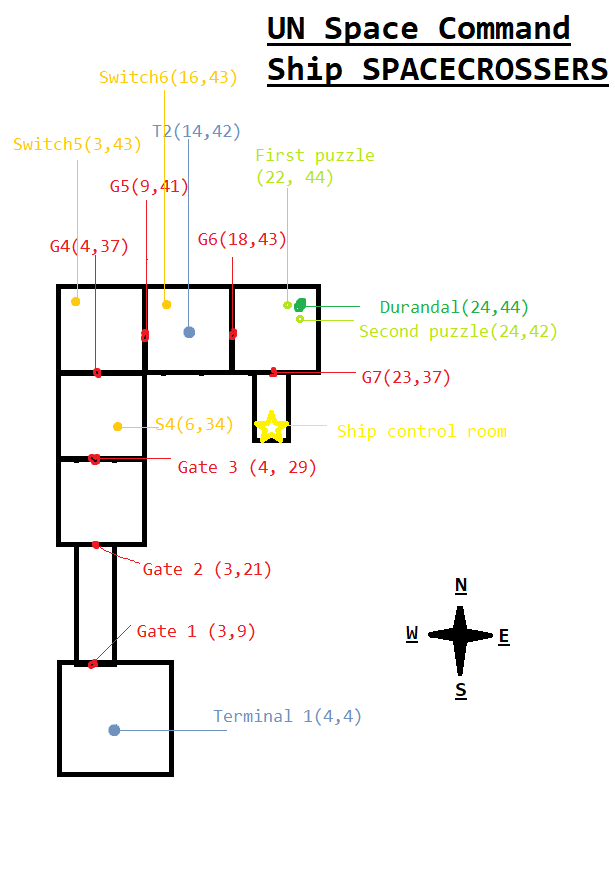 UN Space Command
Ship SPACECROSSERS
Switch6(16,43)
T2(14,42)
Switch5(3,43)
First puzzle
(22, 44)
G5(9,41)
G4(4,37)
G6(18,43)
Durandal(24,44)
Second puzzle(24,42)
G7(23,37)
S4(6,34)
Ship control room
Gate 3 (4, 29)
Gate 2 (3,21)
N
Gate 1 (3,9)
W
E
S
Terminal 1(4,4)